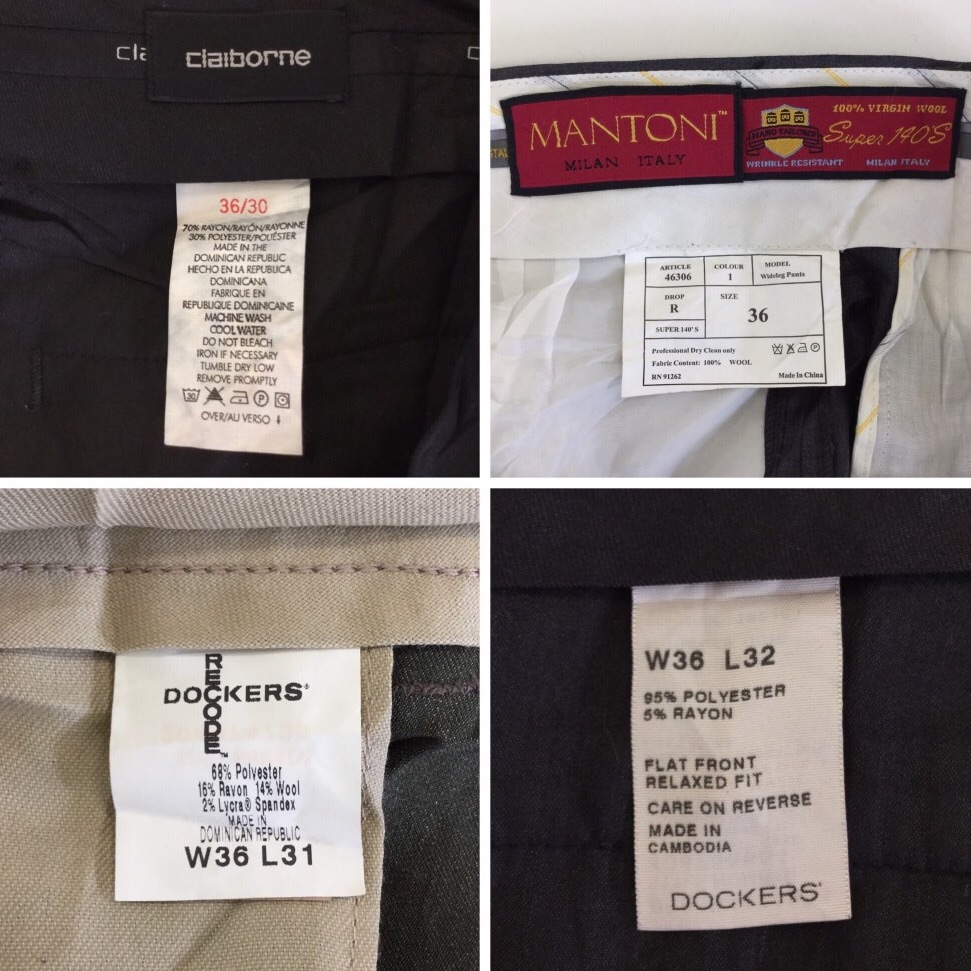 claiborne
36/30
70% RAYON/RAYÓN/RAYONNE
30% POLYESTER/POLIÉSTER
MADE IN THE
DOMINICAN REPUBLIC
HECHO EN LA REPUBLICA
DOMINICANA
FABRIQUE EN
REPUBLIQUE DOMINICAINE
MACHINE WASH
COOL WATER
DO NOT BLEACH
IRON IF NECESSARY
TUMBLE DRY LOW
REMOVE PROMPTLY
30 P
OVER/AU VERSO
MANTONI™
MILAN ITALY
100% VIRGIN WOOL
HAND TAILORED
Super 140'S
WRINKLE RESISTANT MILAN ITALY
ARTICLE COLOUR MODEL
46306 1 Wideleg Pants
DROP SIZE
R 36
SUPER 140' S
Professional Dry Clean only
Fabric Content: 100% WOOL
RN 91262 Made In China
RECODE™
DOCKERS®
68% Polyester
16% Rayon 14% Wool
2% Lycra® Spandex
MADE IN
DOMINICAN REPUBLIC
W36 L31
W36 L32
95% POLYESTER
5% RAYON
FLAT FRONT
RELAXED FIT
CARE ON REVERSE
MADE IN
CAMBODIA
DOCKERS®